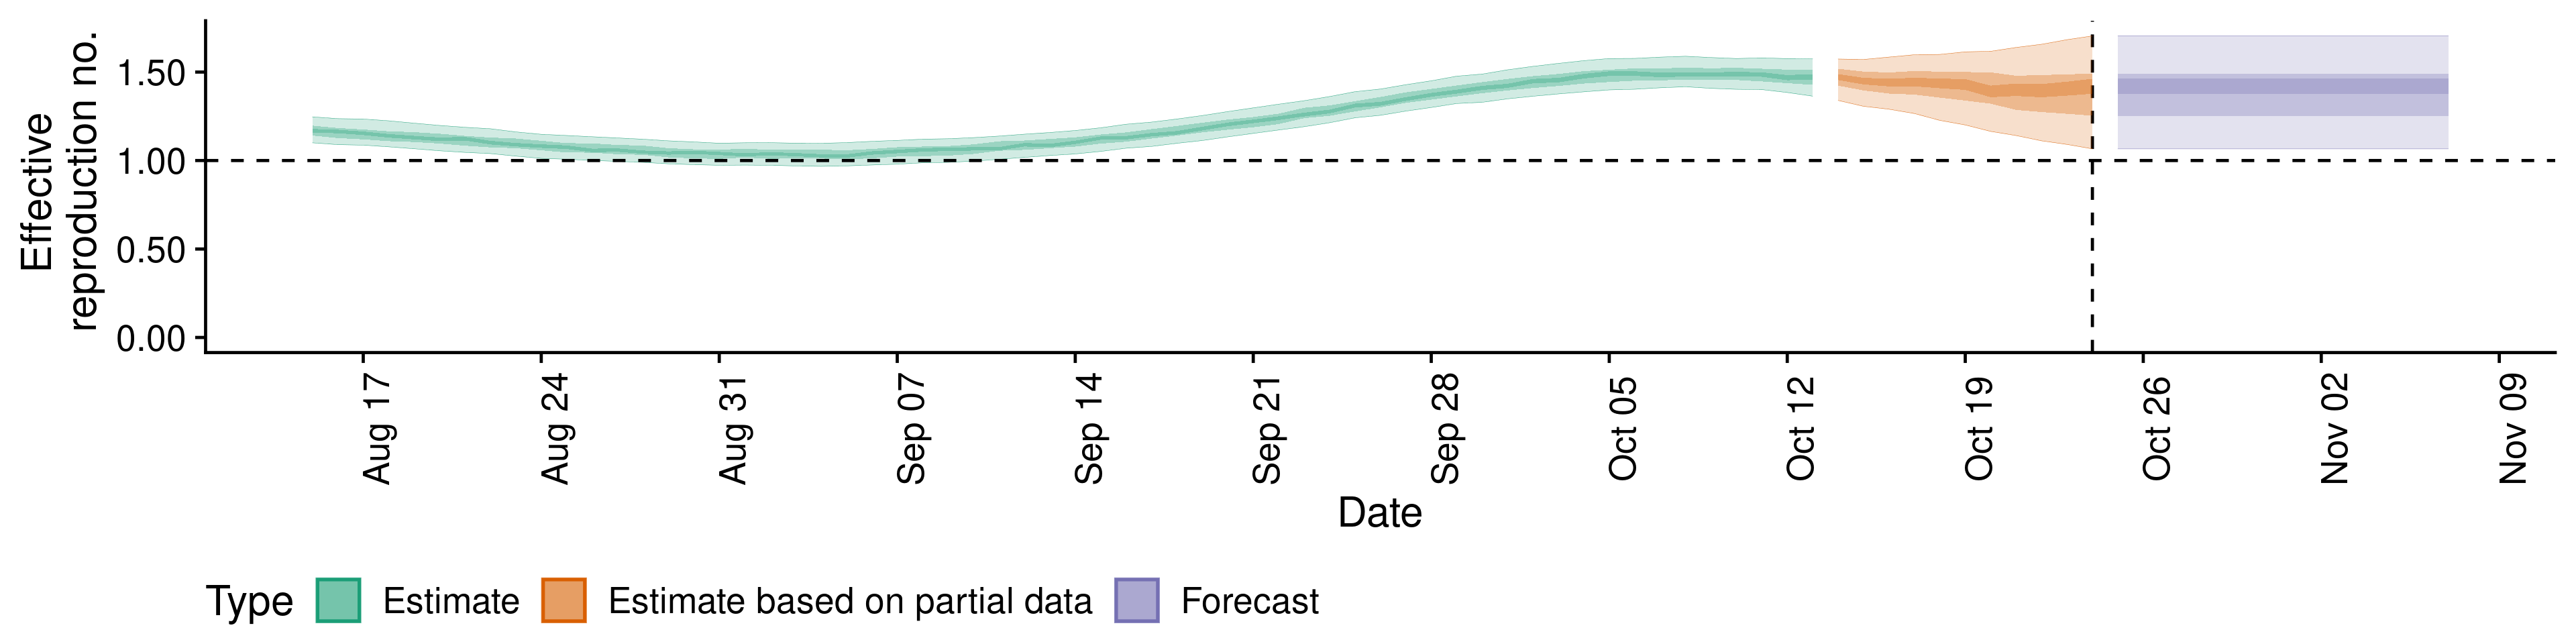 Effective
reproduction no.
1.50
1.00
0.50
0.00
Aug 17
Aug 24
Aug 31
Sep 07
Sep 14
Sep 21
Sep 28
Oct 05
Oct 12
Oct 19
Oct 26
Nov 02
Nov 09
Date
Type Estimate Estimate based on partial data Forecast